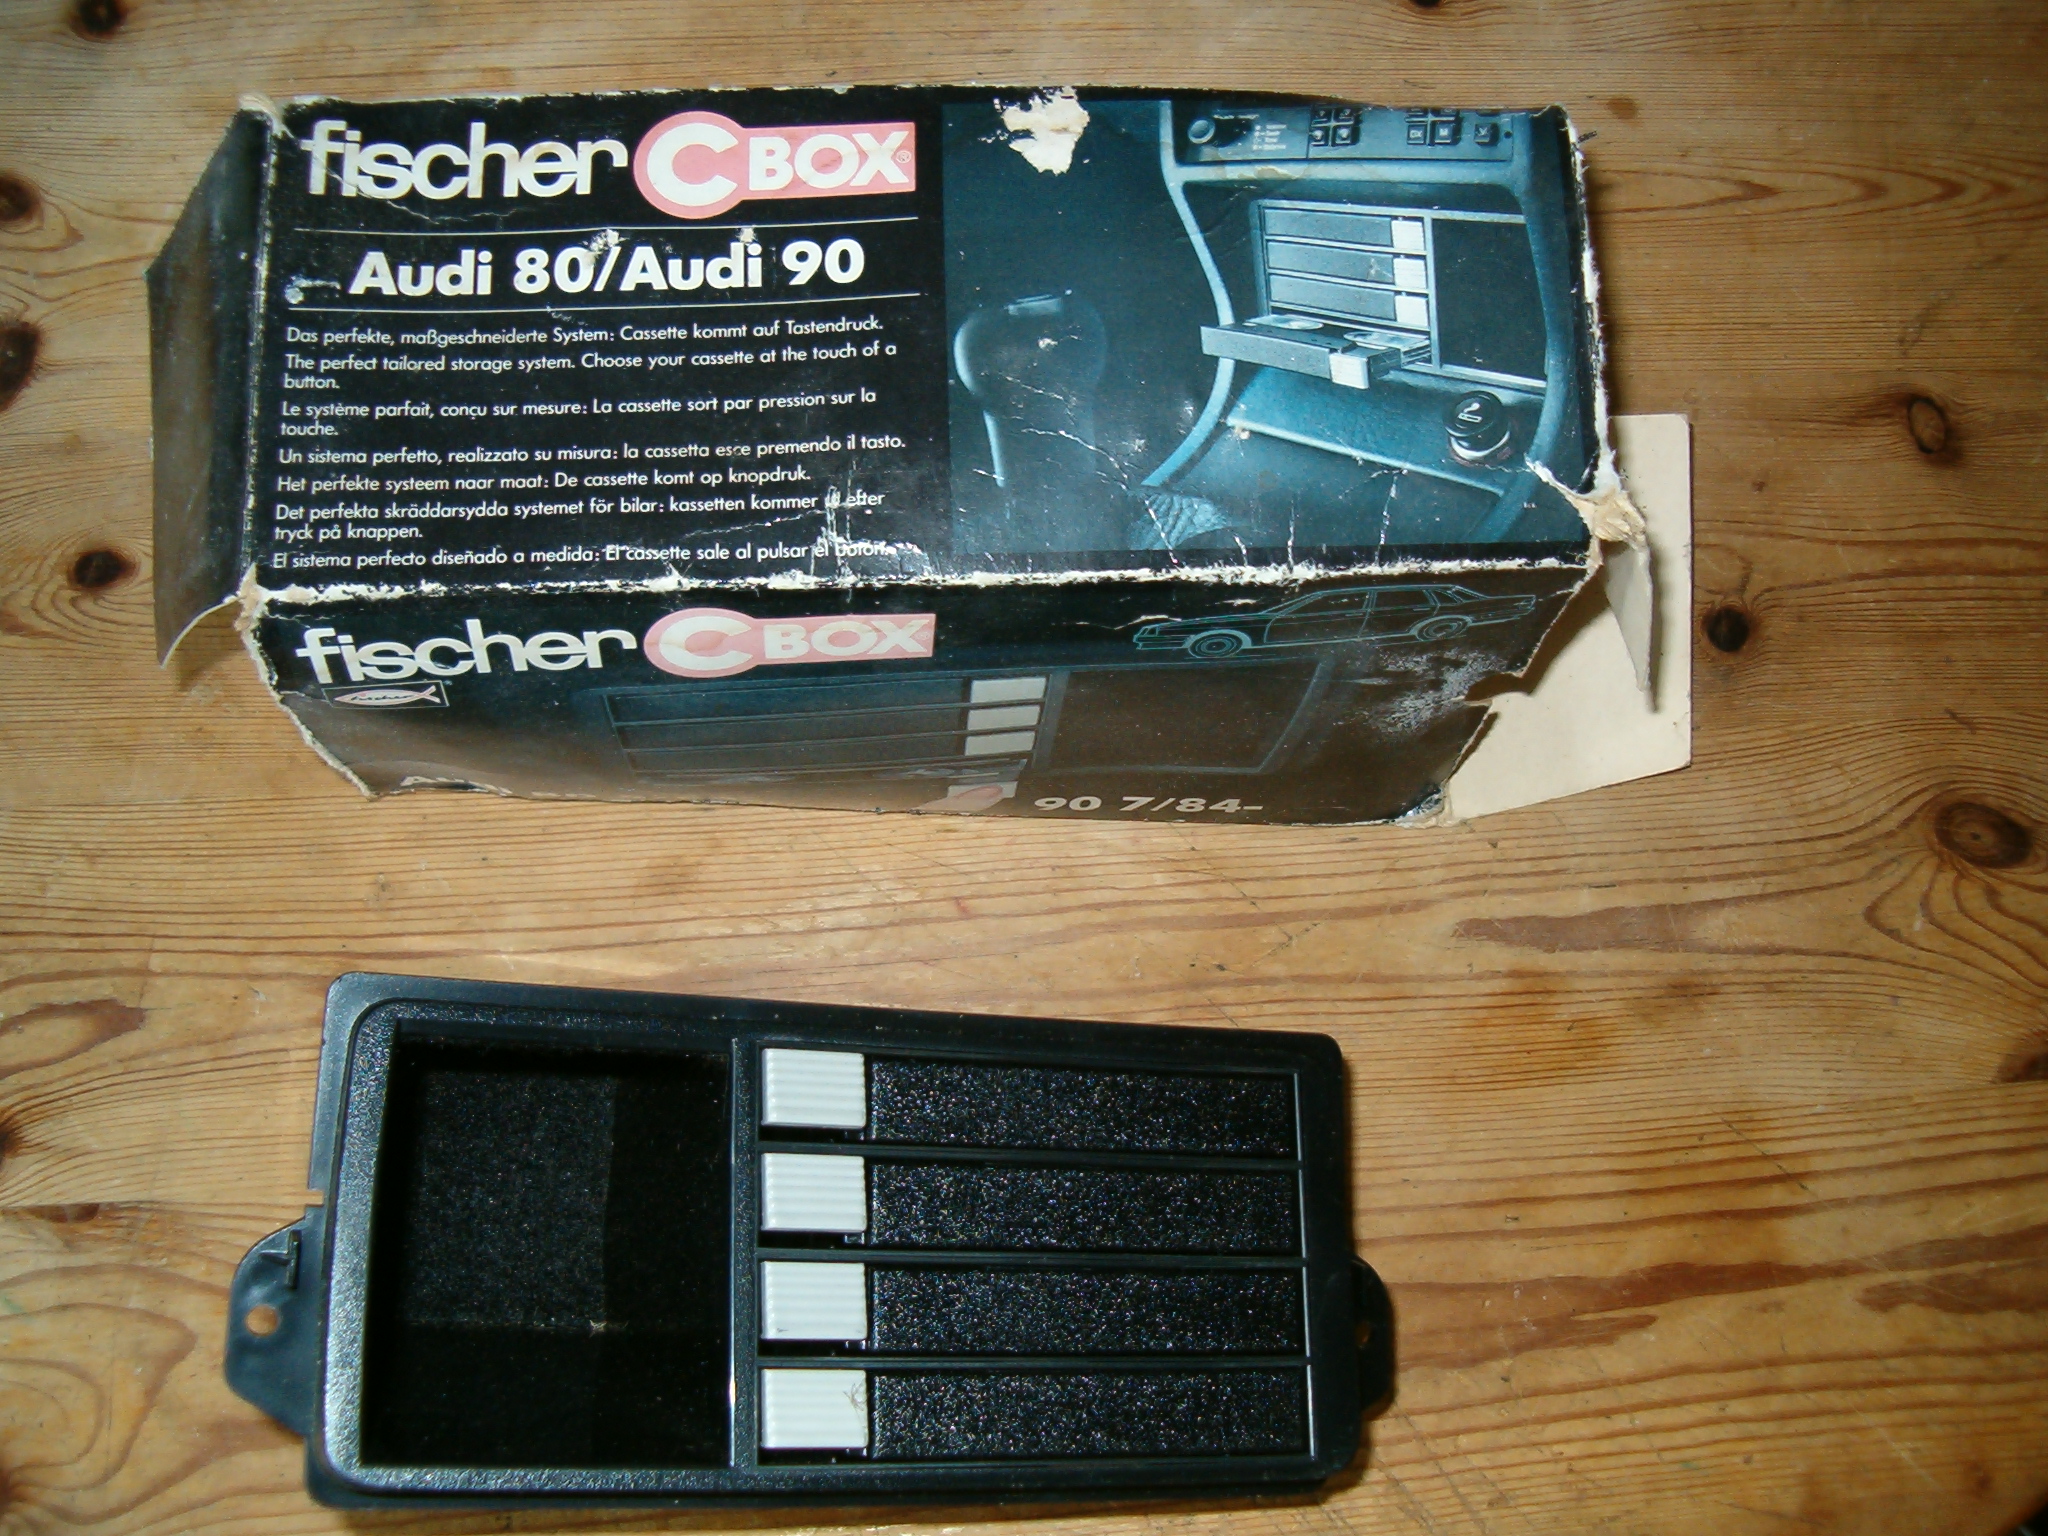 fischer C BOX®
Audi 80/Audi 90
Das perfekte, maßgeschneiderte System: Cassette kommt auf Tastendruck.
The perfect tailored storage system. Choose your cassette at the touch of a
button.
Le système parfait, conçu sur mesure: La cassette sort par pression sur la
touche.
Un sistema perfetto, realizzato su misura: la cassetta esce premendo il tasto.
Het perfekte systeem naar maat: De cassette komt op knopdruk.
Det perfekta skräddarsydda systemet för bilar: kassetten kommer efter
tryck på knappen.
El sistema perfecto diseñado a medida: El cassette sale al pulsar el boton.
fischer C BOX
90 7/84-